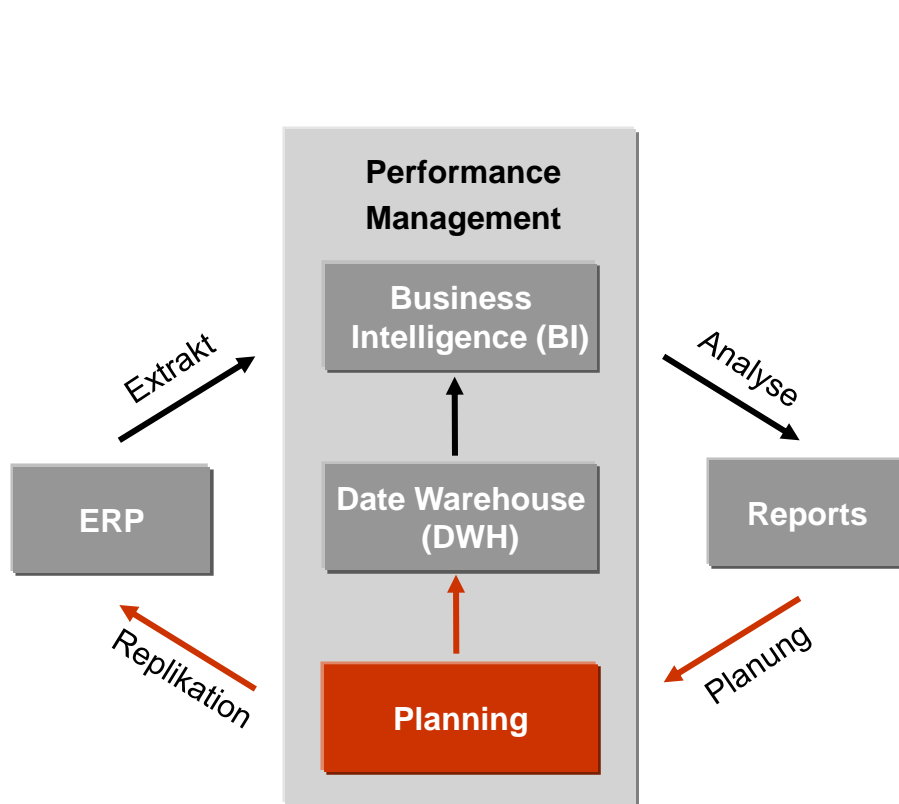 Performance
Management
Business
Intelligence (BI)
Extrakt
Analyse
ERP
Date Warehouse
(DWH)
Reports
Replikation
Planung
Planning